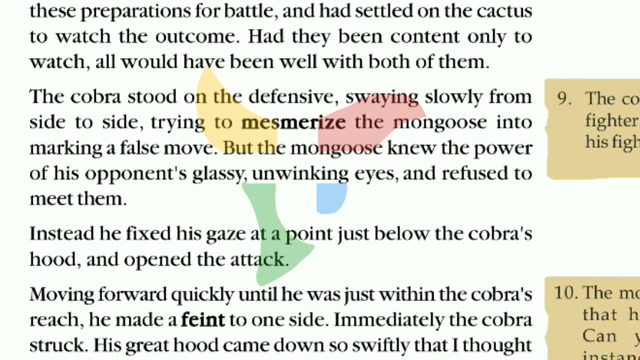 these preparations for battle, and had settled on the cactus
to watch the outcome. Had they been content only to
watch, all would have been well with both of them.
The cobra stood on the defensive, swaying slowly from
side to side, trying to mesmerize the mongoose into
marking a false move. But the mongoose knew the power
of his opponent's glassy, unwinking eyes, and refused to
meet them.
Instead he fixed his gaze at a point just below the cobra's
hood, and opened the attack.
Moving forward quickly until he was just within the cobra's
reach, he made a feint to one side. Immediately the cobra
struck. His great hood came down so swiftly that I thought
9. The co
fighter
his figh
10. The mo
that h
Can y
instan